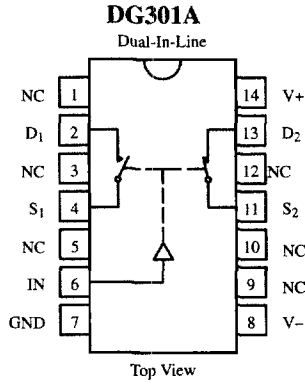 DG301A
Dual-In-Line
NC 1 14 V+
D1 2 13 D2
NC 3 12 NC
S1 4 11 S2
NC 5 10 NC
IN 6 9 NC
GND 7 8 V−
Top View